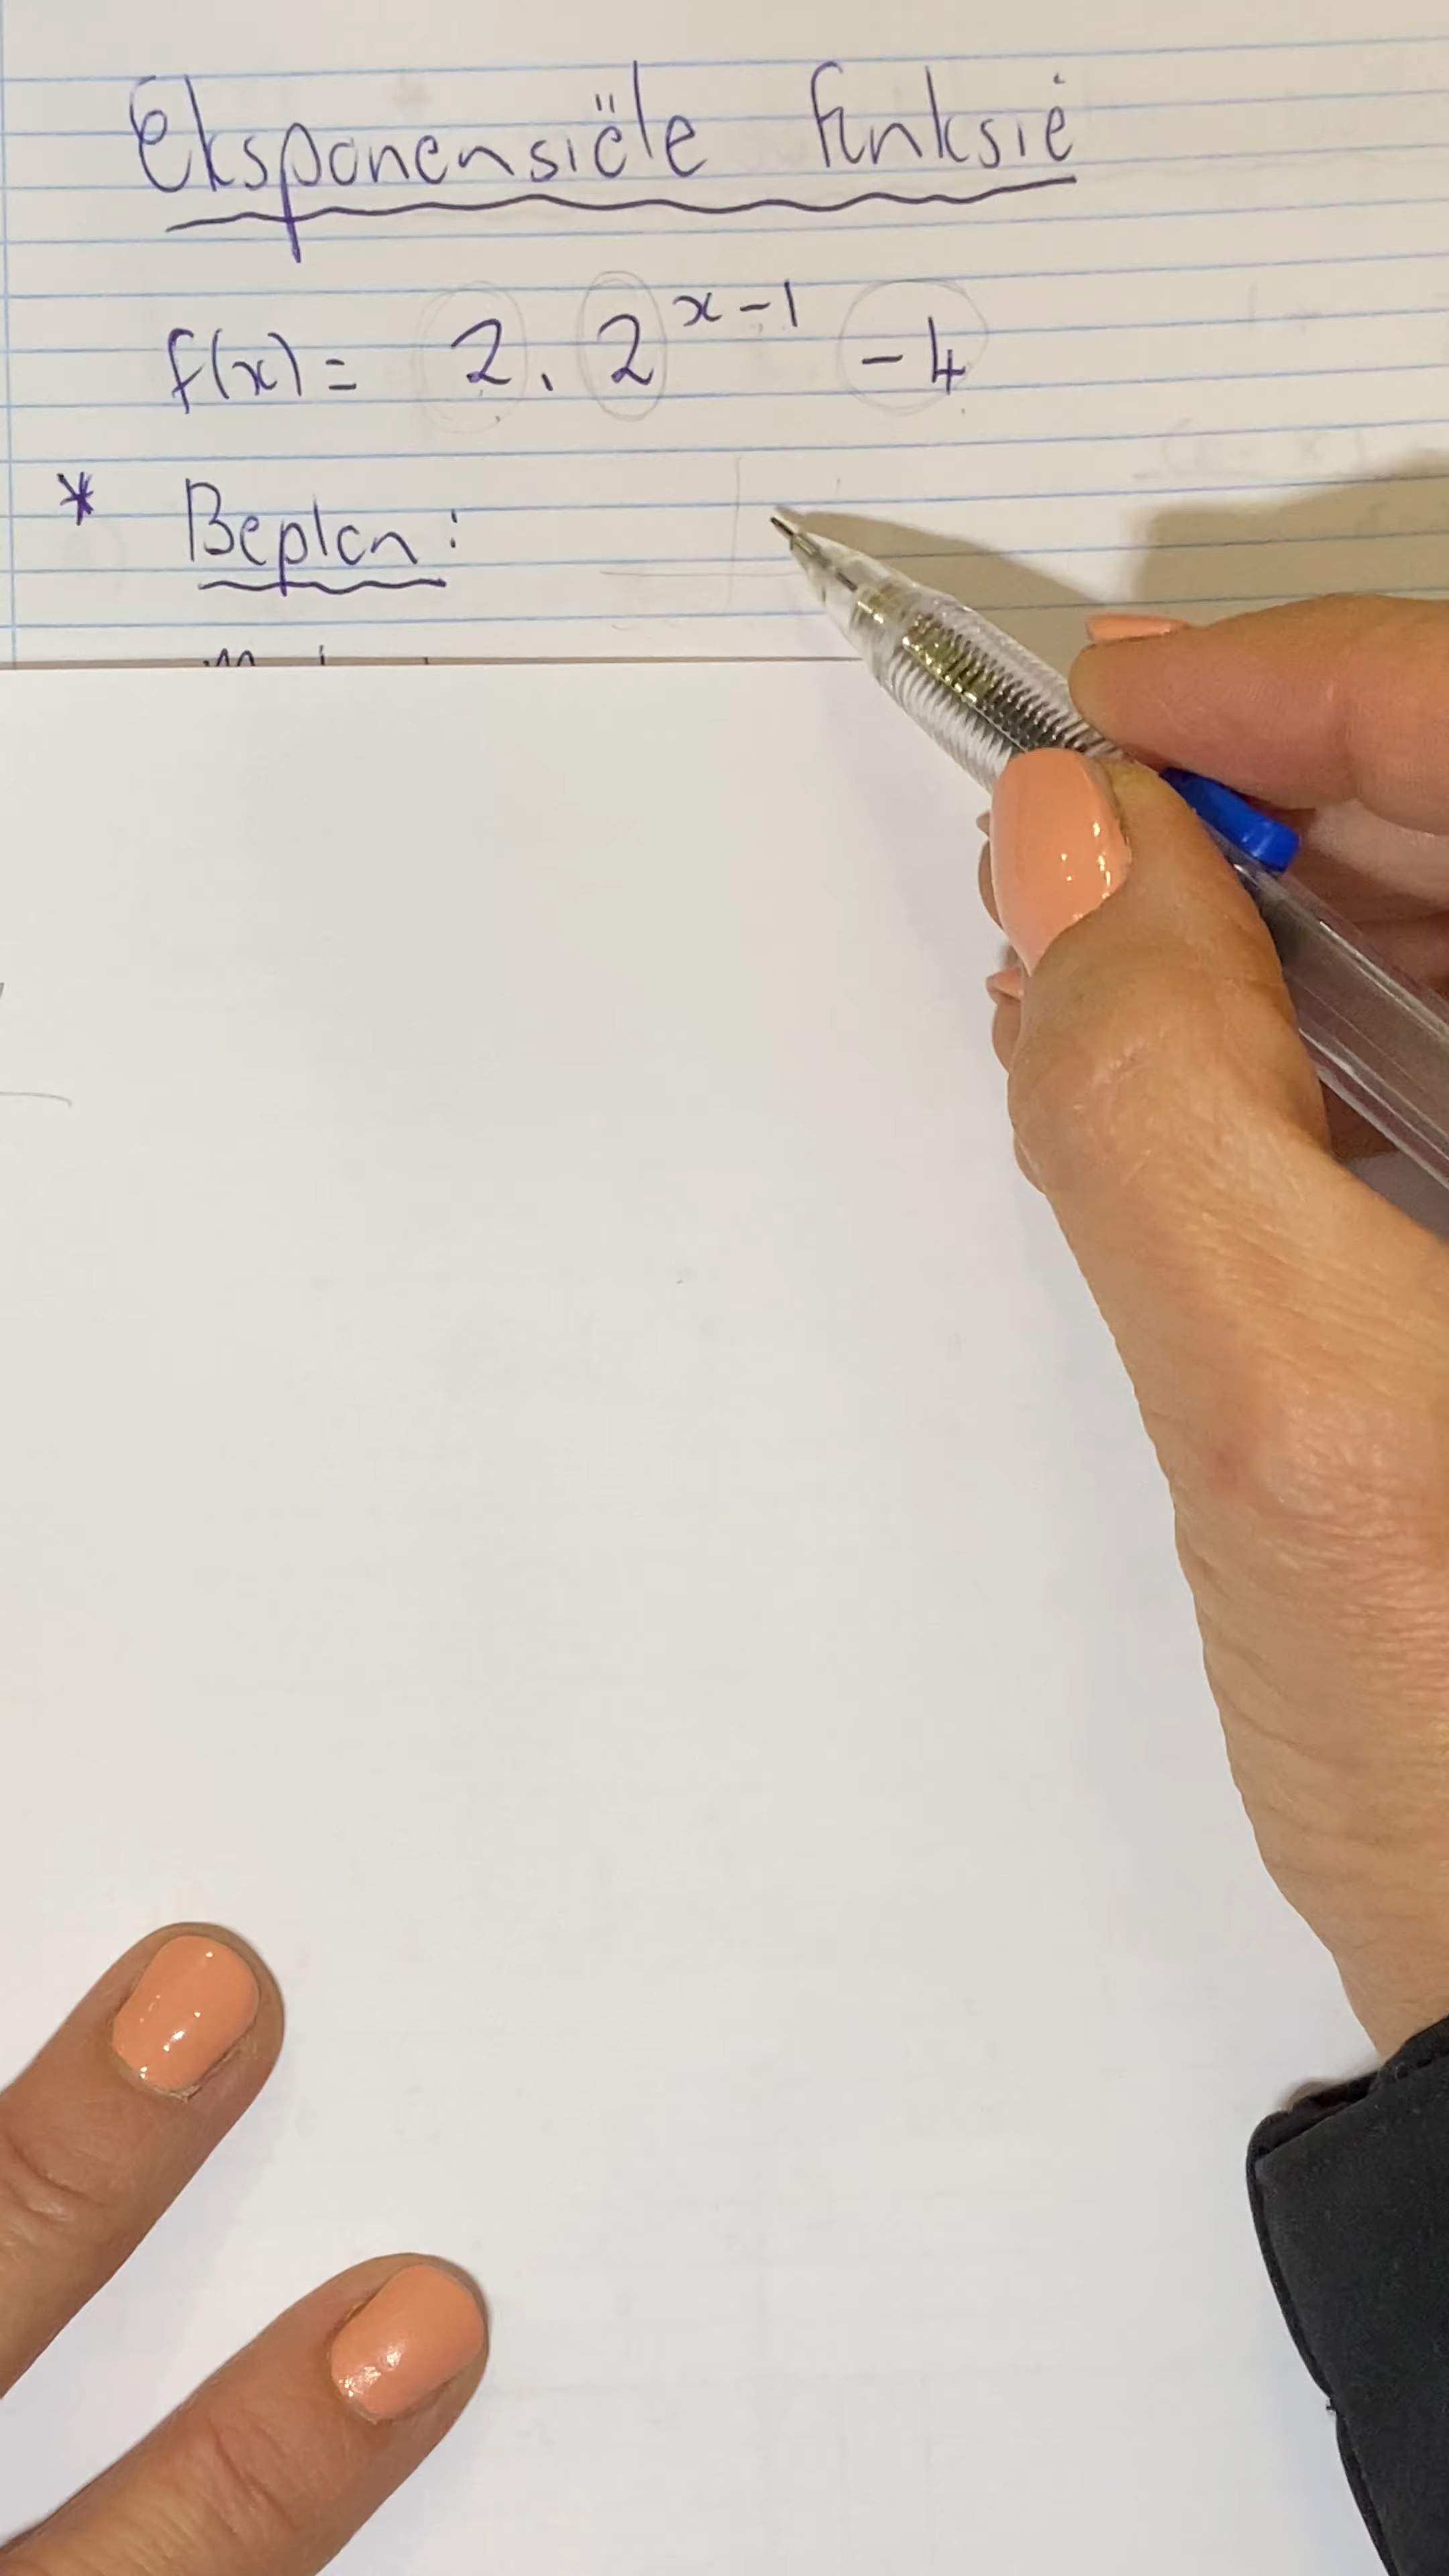 Eksponensiële funksie
f(x) = 2 . 2^{x-1} - 4
* Beplan: